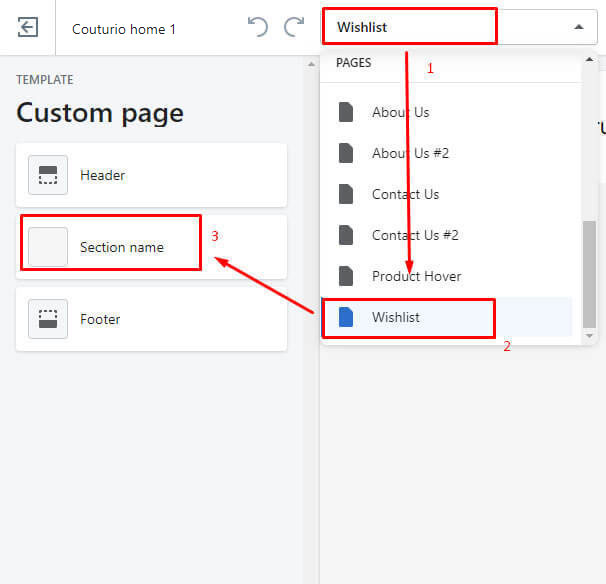 Couturio home 1
Wishlist
TEMPLATE
Custom page
Header
Section name
3
Footer
PAGES
1
About Us
About Us #2
Contact Us
Contact Us #2
Product Hover
Wishlist
2